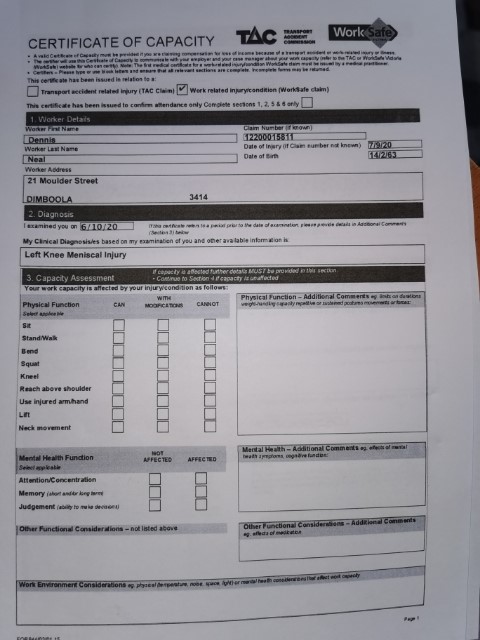 CERTIFICATE OF CAPACITY
TAC TRANSPORT ACCIDENT COMMISSION
WorkSafe
• A valid Certificate of Capacity must be provided if you are claiming compensation for loss of income because of a transport accident or work-related injury or illness.
• The certifier will use this Certificate of Capacity to communicate with your employer and your case manager about your work capacity (refer to the TAC or WorkSafe Victoria
(WorkSafe) website for who can certify). The first medical certificate for a work-related injury/condition WorkSafe claim must be issued by a medical practitioner.
• Certifiers – Please type or use block letters and ensure that all relevant sections are complete. Incomplete forms may be returned.
This certificate has been issued in relation to a:
Transport accident related injury (TAC Claim) Work related injury/condition (WorkSafe claim)
This certificate has been issued to confirm attendance only Complete sections 1, 2, 5 & 6 only
1. Worker Details
Worker First Name
Claim Number (if known)
Dennis
12200015811
Worker Last Name
Date of Injury (if Claim number not known) 7/9/20
Neal
Date of Birth 14/2/63
Worker Address
21 Moulder Street
DIMBOOLA 3414
2. Diagnosis
I examined you on 6/10/20
If this certificate refers to a period prior to the date of examination, please provide details in Additional Comments
(Section 5) below
My Clinical Diagnosis/es based on my examination of you and other available information is:
Left Knee Meniscal Injury
3. Capacity Assessment
If capacity is affected further details MUST be provided in this section
• Continue to Section 4 if capacity is unaffected
Your work capacity is affected by your injury/condition as follows:
Physical Function CAN WITH MODIFICATIONS CANNOT
Select applicable
Physical Function – Additional Comments eg. limits on durations
weight-handling capacity repetitive or sustained postures movements or forces:
Sit
Stand/Walk
Bend
Squat
Kneel
Reach above shoulder
Use injured arm/hand
Lift
Neck movement
Mental Health Function NOT AFFECTED AFFECTED
Select applicable
Mental Health – Additional Comments eg. effects of mental
health symptoms, cognitive function:
Attention/Concentration
Memory (short and/or long term)
Judgement (ability to make decisions)
Other Functional Considerations – not listed above
Other Functional Considerations – Additional Comments
eg. effects of medication
Work Environment Considerations eg. physical (temperature, noise, space, light) or mental health considerations that affect work capacity
Page 1